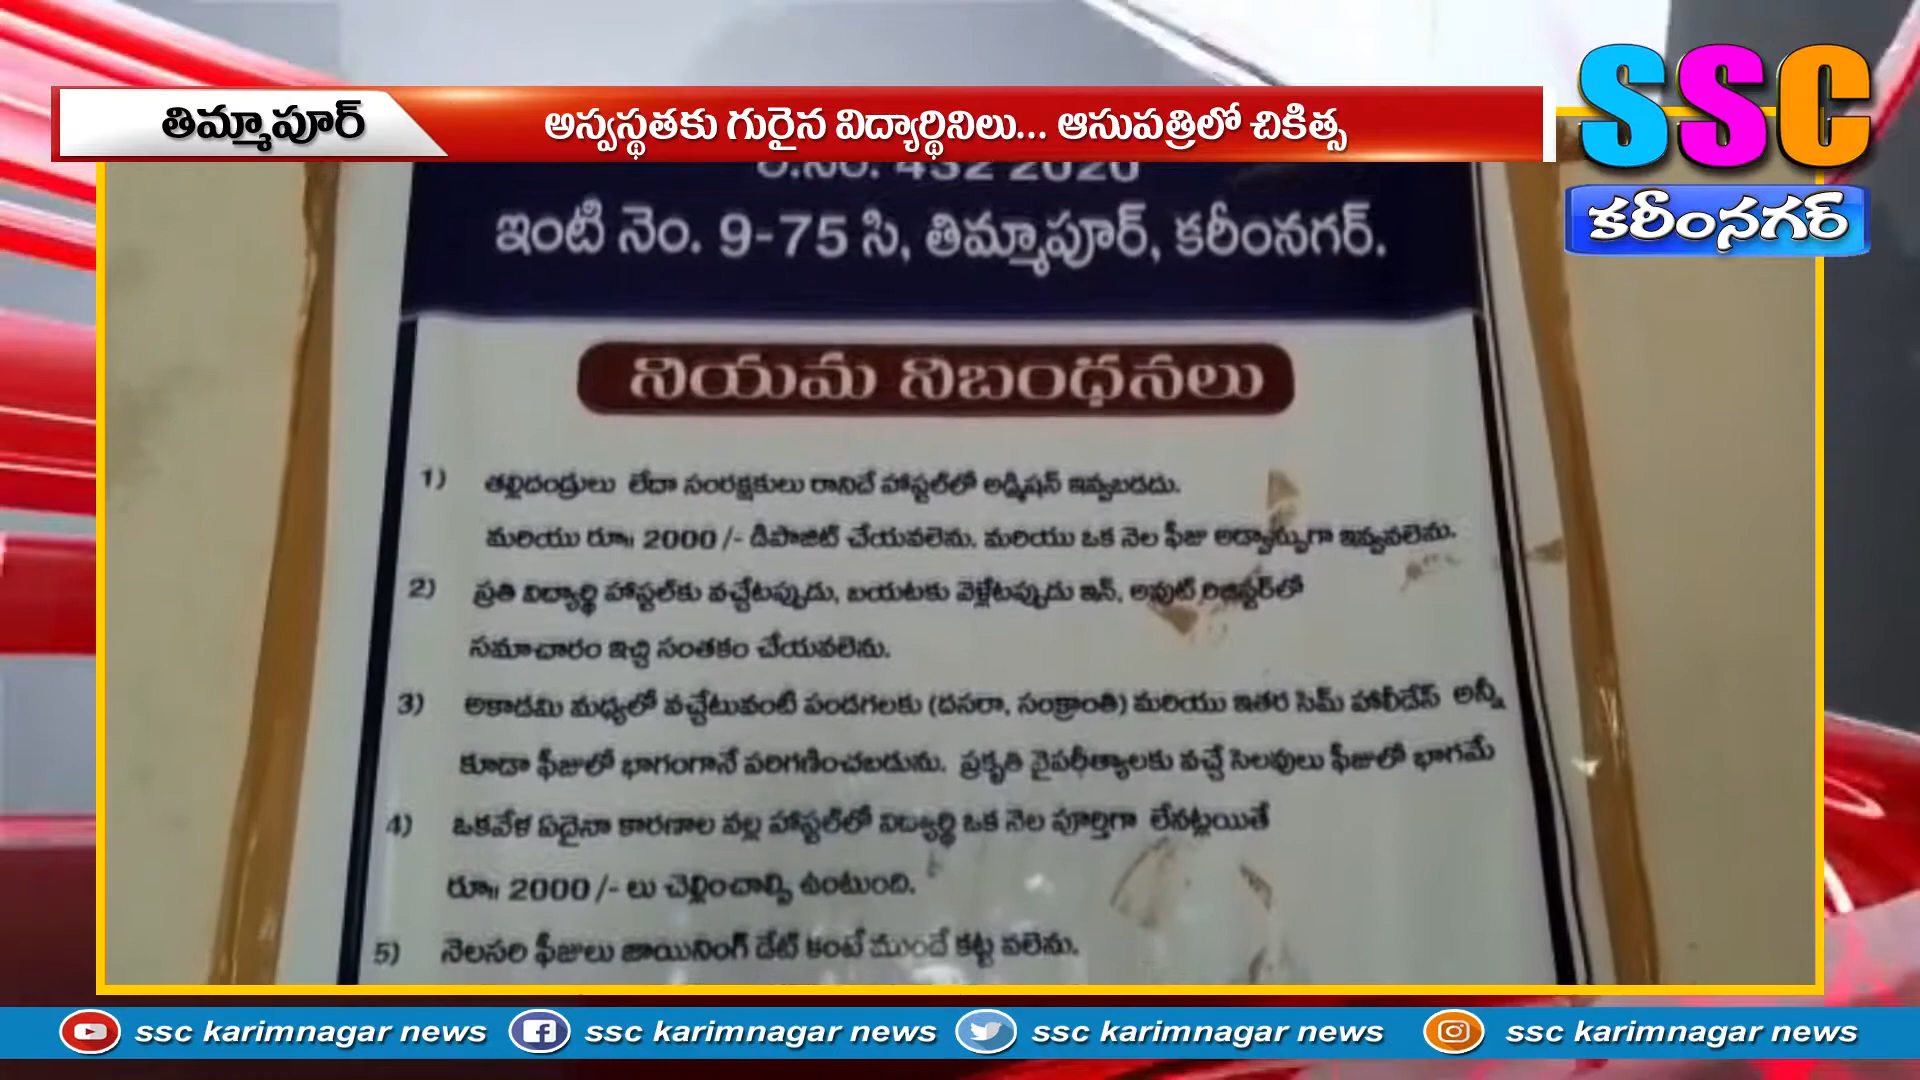 తిమ్మాపూర్
అస్వస్థతకు గురైన విద్యార్థినిలు... ఆసుపత్రిలో చికిత్స
SSC
కరీంనగర్
ఇంటి నెం. 9-75 సి, తిమ్మాపూర్, కరీంనగర్.
నియమ నిబంధనలు
1) తల్లిదండ్రులు లేదా సంరక్షకులు రానిచే హాస్టల్‌లో అడ్మిషన్ ఇవ్వబడదు.
మరియు రూ॥ 2000/- డిపాజిట్ చేయవలెను. మరియు ఒక నెల ఫీజు అడ్వాన్సుగా ఇవ్వవలెను.
2) ప్రతి విద్యార్థి హాస్టల్‌కు వచ్చేటప్పుడు, బయటకు వెళ్లేటప్పుడు ఇన్, అవుట్ రిజిస్టర్‌లో
సమాచారం ఇచ్చి సంతకం చేయవలెను.
3) అకాడమి మధ్యలో వచ్చేటువంటి పండగలకు (దసరా, సంక్రాంతి) మరియు ఇతర సెమ్ హాలీడేస్ అన్నీ
కూడా ఫీజులో భాగంగానే పరిగణించబడును. ప్రకృతి వైపరీత్యాలకు వచ్చే సెలవులు ఫీజులో భాగమే
4) ఒకవేళ ఏదైనా కారణాల వల్ల హాస్టల్‌లో విద్యార్థి ఒక నెల పూర్తిగా లేనట్లయితే
రూ॥ 2000/- లు చెల్లించాల్సి ఉంటుంది.
5) నెలసరి ఫీజులు జాయినింగ్ డేట్ కంటే ముందే కట్ట వలెను.
ssc karimnagar news ssc karimnagar news ssc karimnagar news ssc karimnagar news